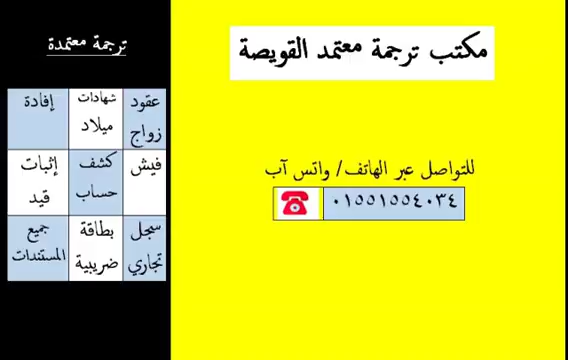 مكتب ترجمة معتمد القويصة
للتواصل عبر الهاتف/ واتس آب
٠١٥٥١٥٥٤٠٣٤
ترجمة معتمدة
عقود زواج
شهادات ميلاد
إفادة
فيش
كشف حساب
إثبات قيد
سجل تجاري
بطاقة ضريبية
جميع المستندات